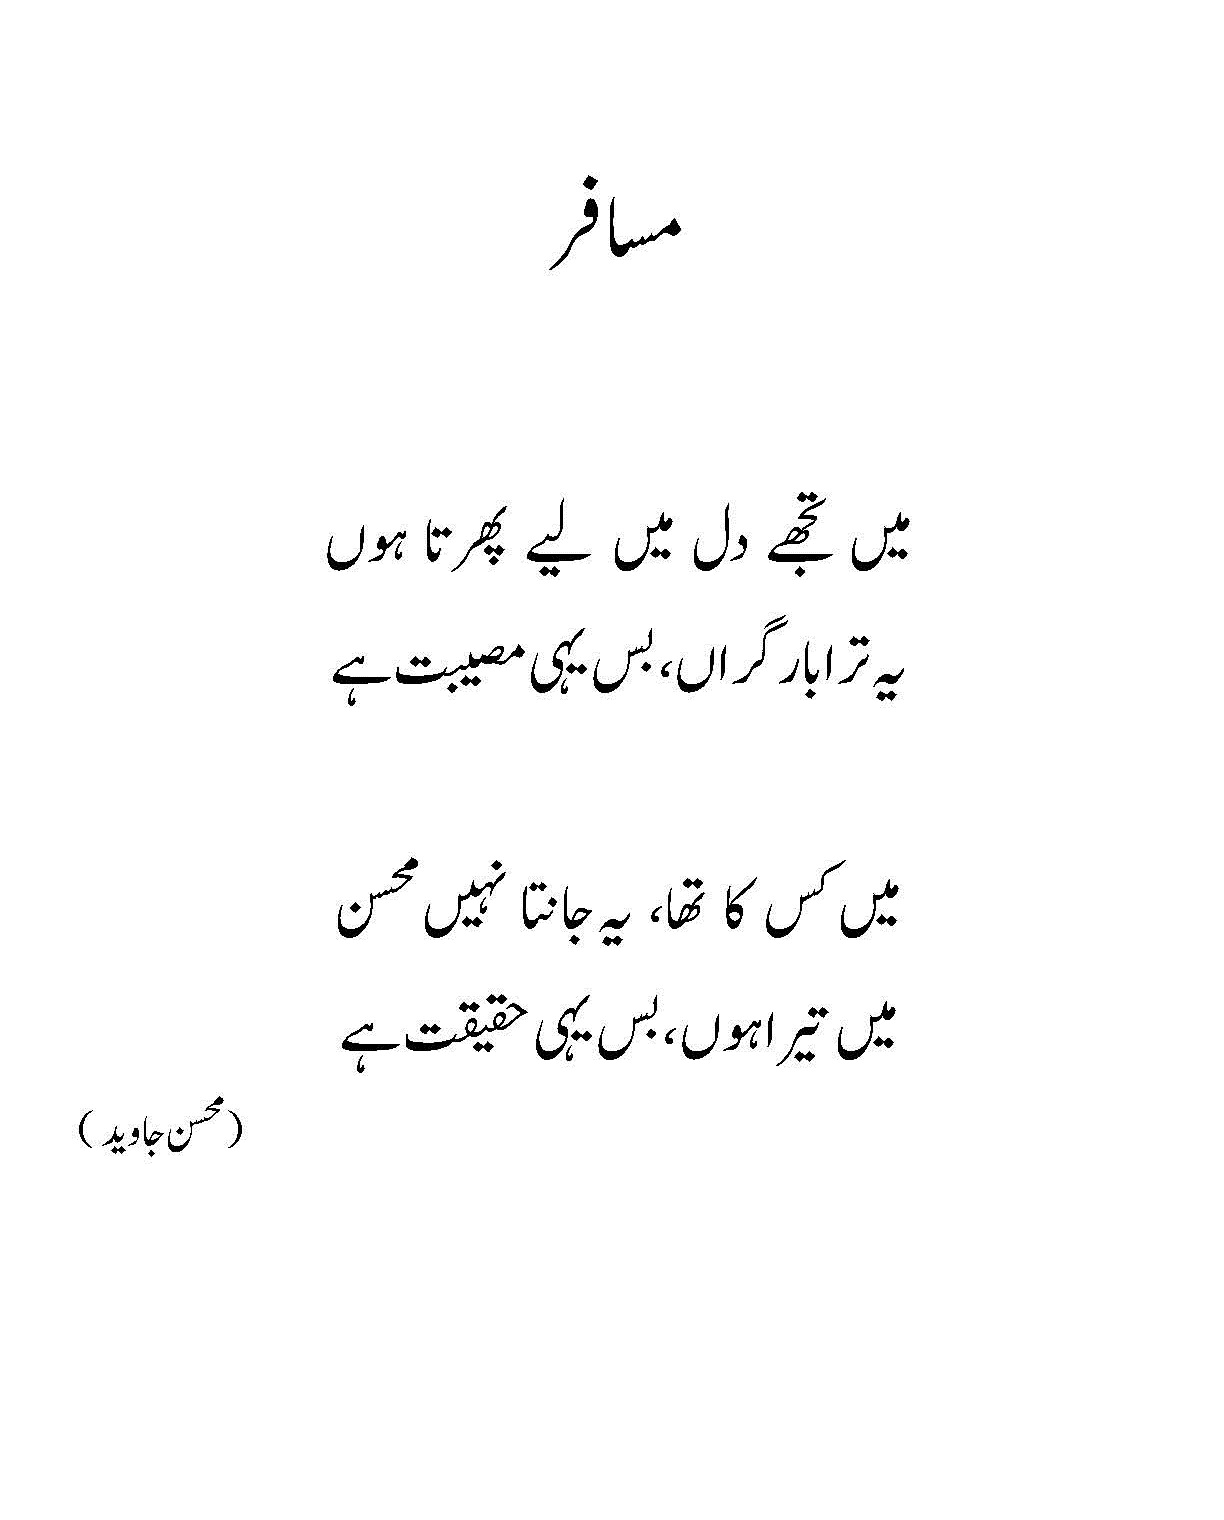 مسافر
میں تجھے دل میں لیے پھرتا ہوں
یہ ترا بار گراں، بس یہی مصیبت ہے
میں کس کا تھا، یہ جانتا نہیں محسن
میں تیرا ہوں، بس یہی حقیقت ہے
(محسن جاوید)